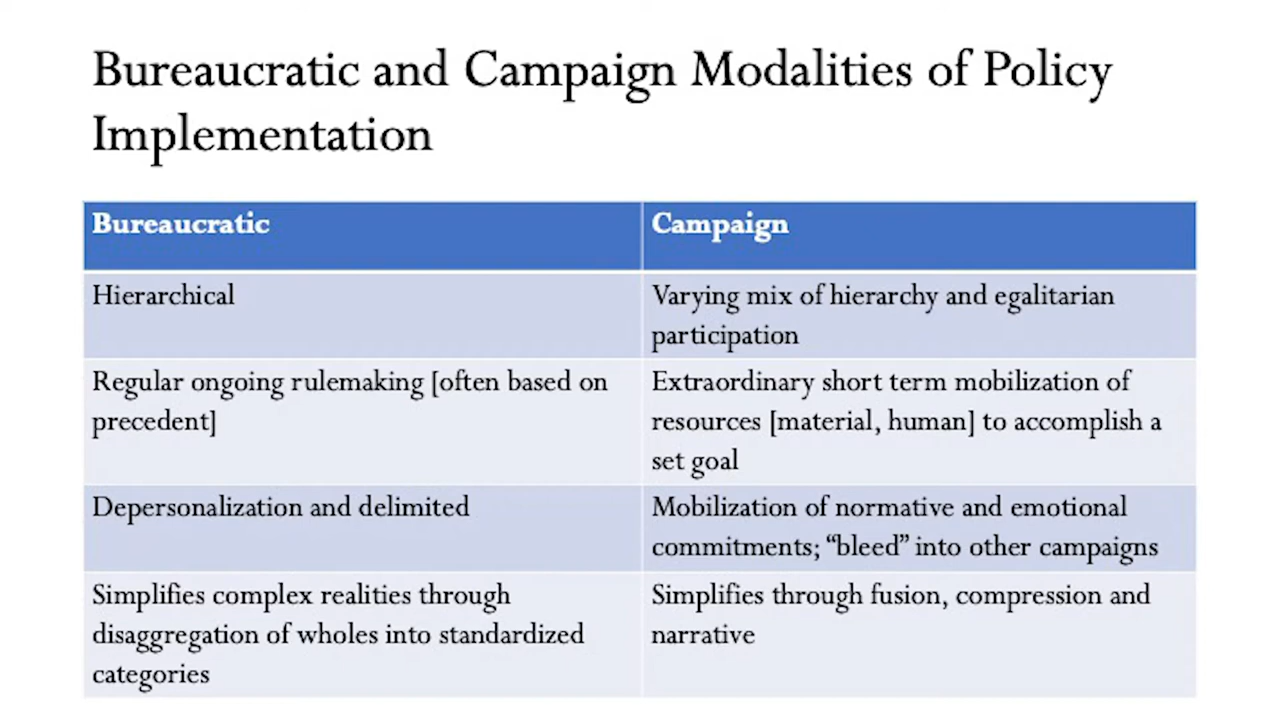 Bureaucratic and Campaign Modalities of Policy
Implementation
Bureaucratic
Campaign
Hierarchical
Varying mix of hierarchy and egalitarian
participation
Regular ongoing rulemaking [often based on
precedent]
Extraordinary short term mobilization of
resources [material, human] to accomplish a
set goal
Depersonalization and delimited
Mobilization of normative and emotional
commitments; “bleed” into other campaigns
Simplifies complex realities through
disaggregation of wholes into standardized
categories
Simplifies through fusion, compression and
narrative